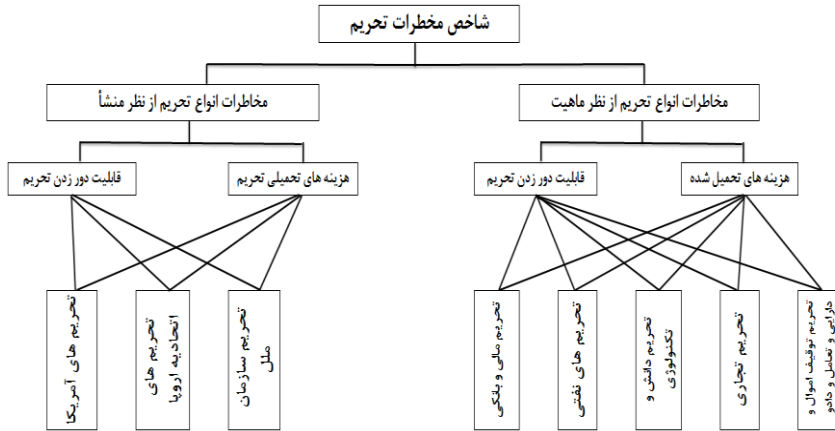 شاخص مخطرات تحریم
مخاطرات انواع تحریم از نظر ماهیت
مخاطرات انواع تحریم از نظر منشأ
هزینه های تحمیل شده
قابلیت دور زدن تحریم
هزینه های تحمیلی تحریم
قابلیت دور زدن تحریم
تحریم توقیف اموال و
دارایی و تعامل و دادو
تحریم تجاری
تحریم دانش و
تکنولوژی
تحریم های نفتی
تحریم مالی و بانکی
تحریم سازمان
ملل
تحریم های
اتحادیه اروپا
تحریم های آمریکا